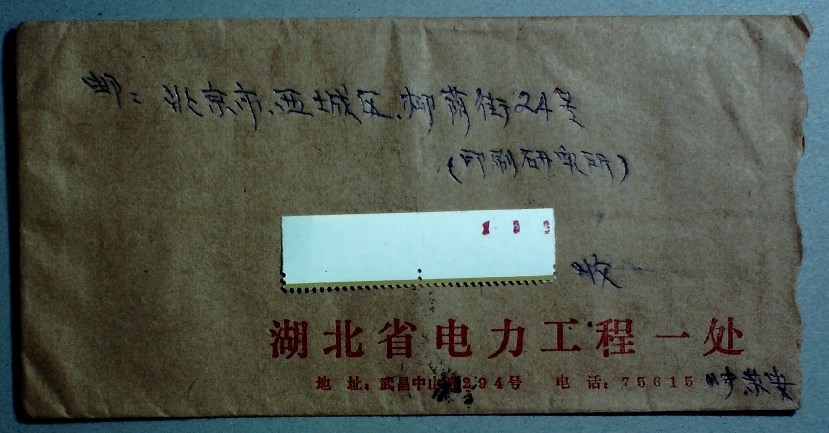 邮: 北京市.西城区.柳荫街24号
(印刷研究所)
收
湖北省电力工程一处
地 址: 武昌中山 294号 电 话: 75615